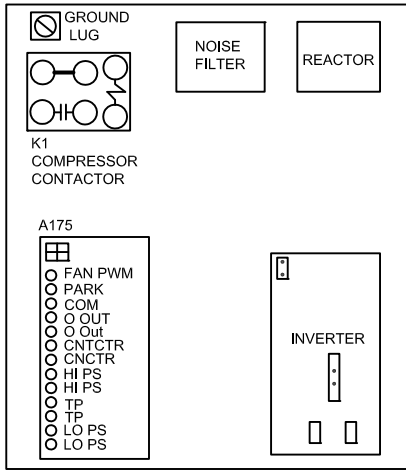 GROUND
LUG
NOISE
FILTER
REACTOR
K1
COMPRESSOR
CONTACTOR
A175
FAN PWM
PARK
COM
O OUT
O Out
CNTCTR
CNCTR
HI PS
HI PS
TP
TP
LO PS
LO PS
INVERTER